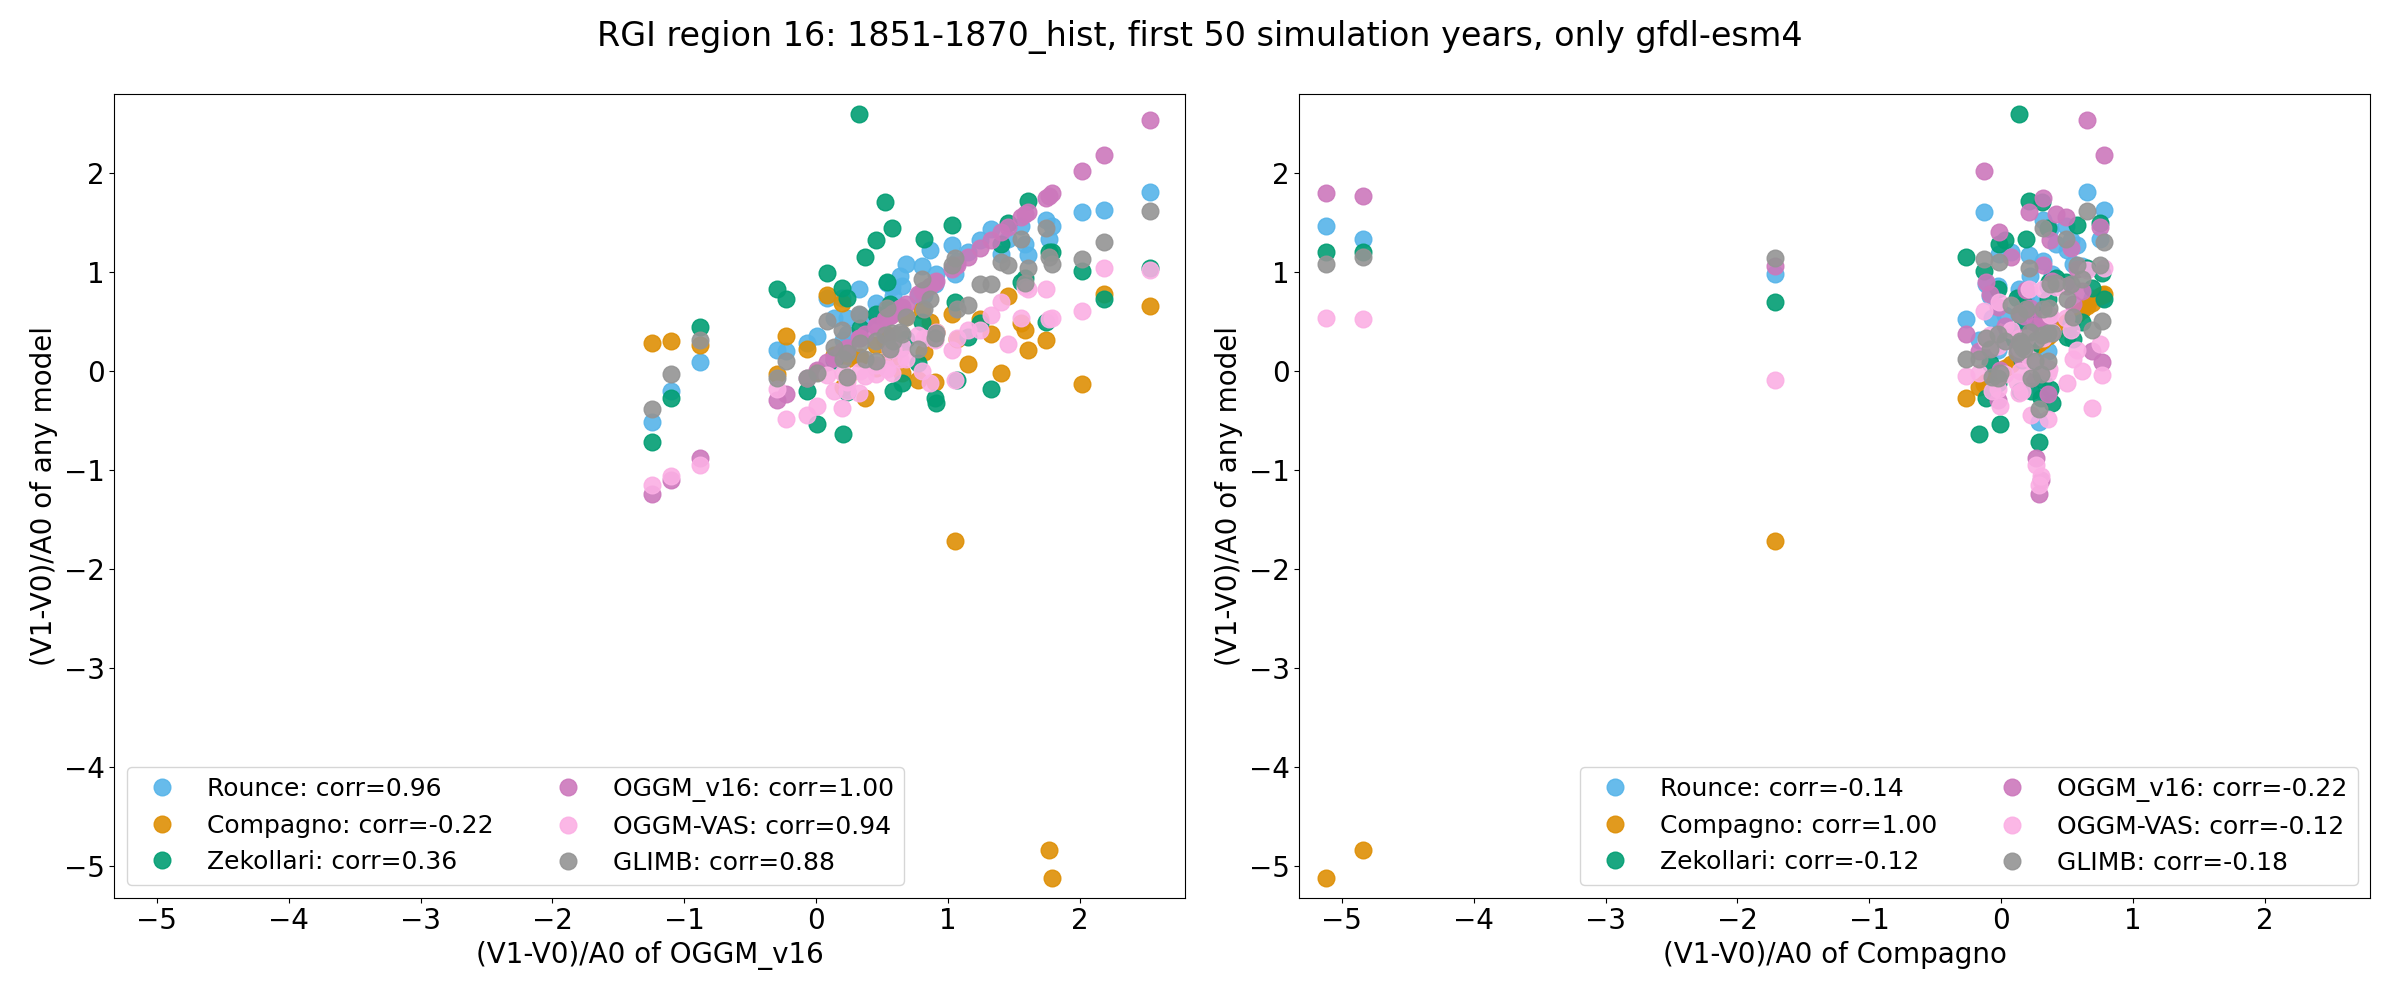 RGI region 16: 1851-1870_hist, first 50 simulation years, only gfdl-esm4
(V1-V0)/A0 of any model
2
1
0
−1
−2
−3
−4
−5
Rounce: corr=0.96
Compagno: corr=-0.22
Zekollari: corr=0.36
OGGM_v16: corr=1.00
OGGM-VAS: corr=0.94
GLIMB: corr=0.88
−5 −4 −3 −2 −1 0 1 2
(V1-V0)/A0 of OGGM_v16
(V1-V0)/A0 of any model
2
1
0
−1
−2
−3
−4
−5
Rounce: corr=-0.14
Compagno: corr=1.00
Zekollari: corr=-0.12
OGGM_v16: corr=-0.22
OGGM-VAS: corr=-0.12
GLIMB: corr=-0.18
−5 −4 −3 −2 −1 0 1 2
(V1-V0)/A0 of Compagno